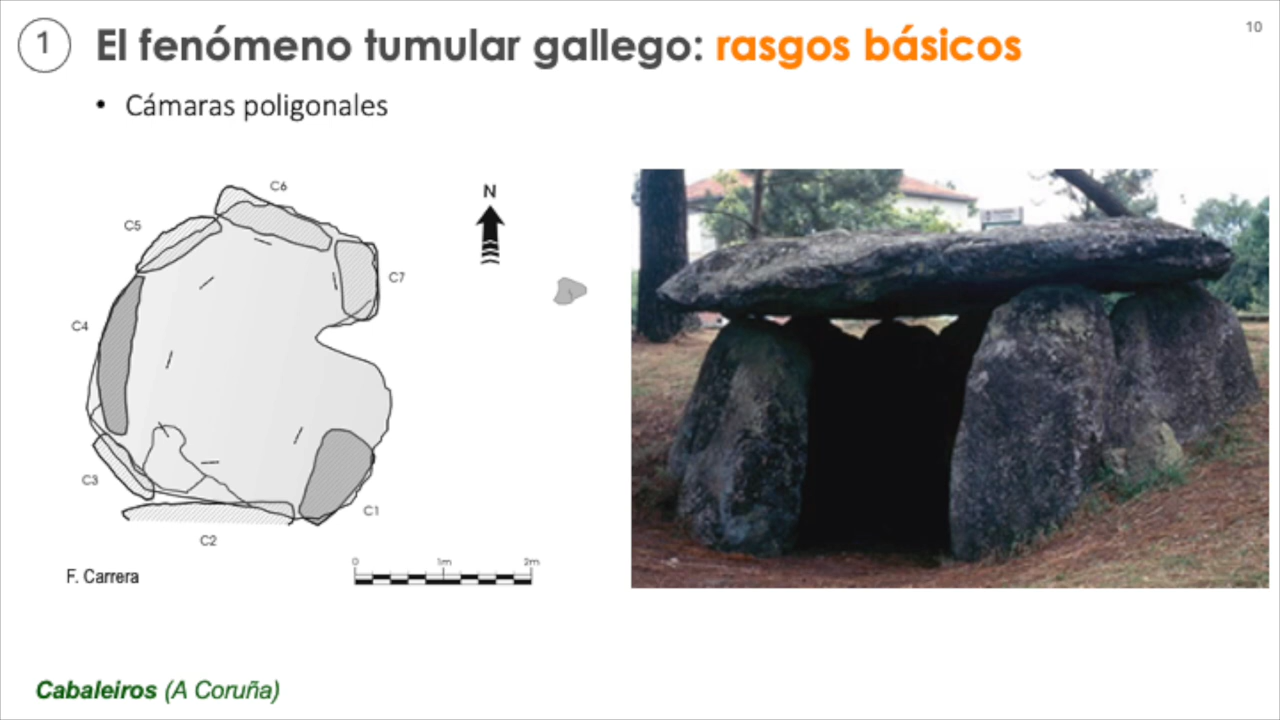 1
El fenómeno tumular gallego: rasgos básicos
10
• Cámaras poligonales
C6
C5
N
C7
C4
C3
C1
C2
0 1m 2m
F. Carrera
Cabaleiros (A Coruña)